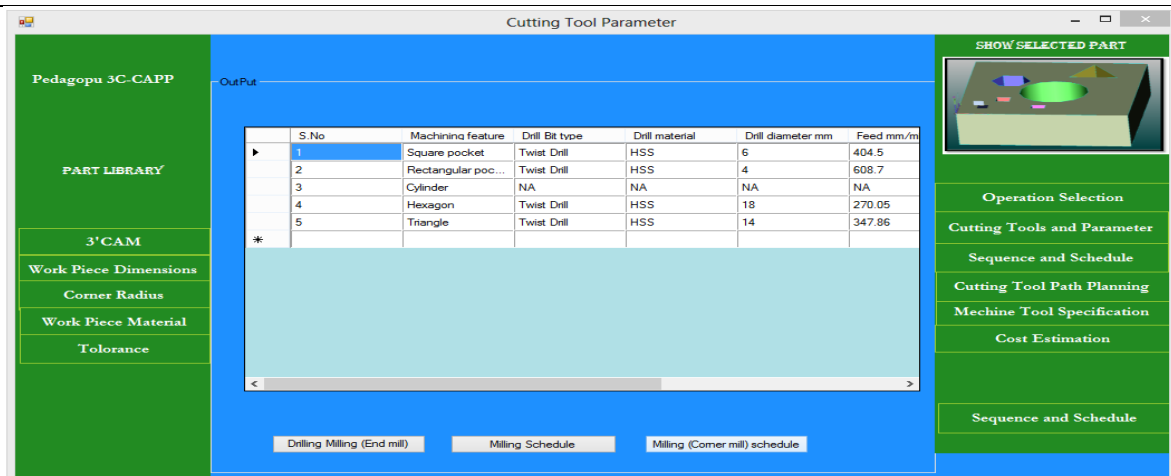 Cutting Tool Parameter
Pedagopu 3C-CAPP
PART LIBRARY
3'CAM
Work Piece Dimensions
Corner Radius
Work Piece Material
Tolorance
OutPut
S.No Machining feature Drill Bit type Drill material Drill diameter mm Feed mm/m
1 Square pocket Twist Drill HSS 6 404.5
2 Rectangular poc... Twist Drill HSS 4 608.7
3 Cylinder NA NA NA NA
4 Hexagon Twist Drill HSS 18 270.05
5 Triangle Twist Drill HSS 14 347.86
Drilling Milling (End mill) Milling Schedule Milling (Corner mill) schedule
SHOW SELECTED PART
Operation Selection
Cutting Tools and Parameter
Sequence and Schedule
Cutting Tool Path Planning
Mechine Tool Specification
Cost Estimation
Sequence and Schedule